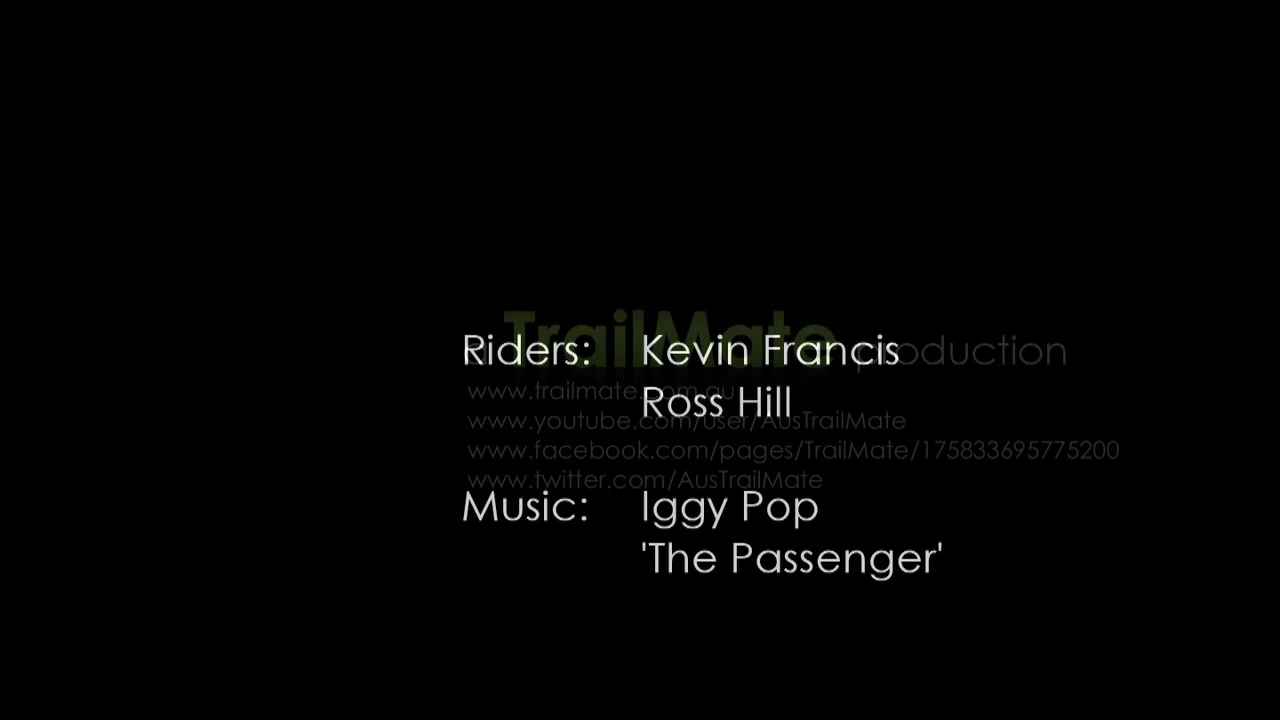 Riders: Kevin Francis
Ross Hill
Music: Iggy Pop
'The Passenger'
TrailMate production
www.trailmate.com.au
www.youtube.com/user/AusTrailMate
www.facebook.com/pages/TrailMate/175833695775200
www.twitter.com/AusTrailMate